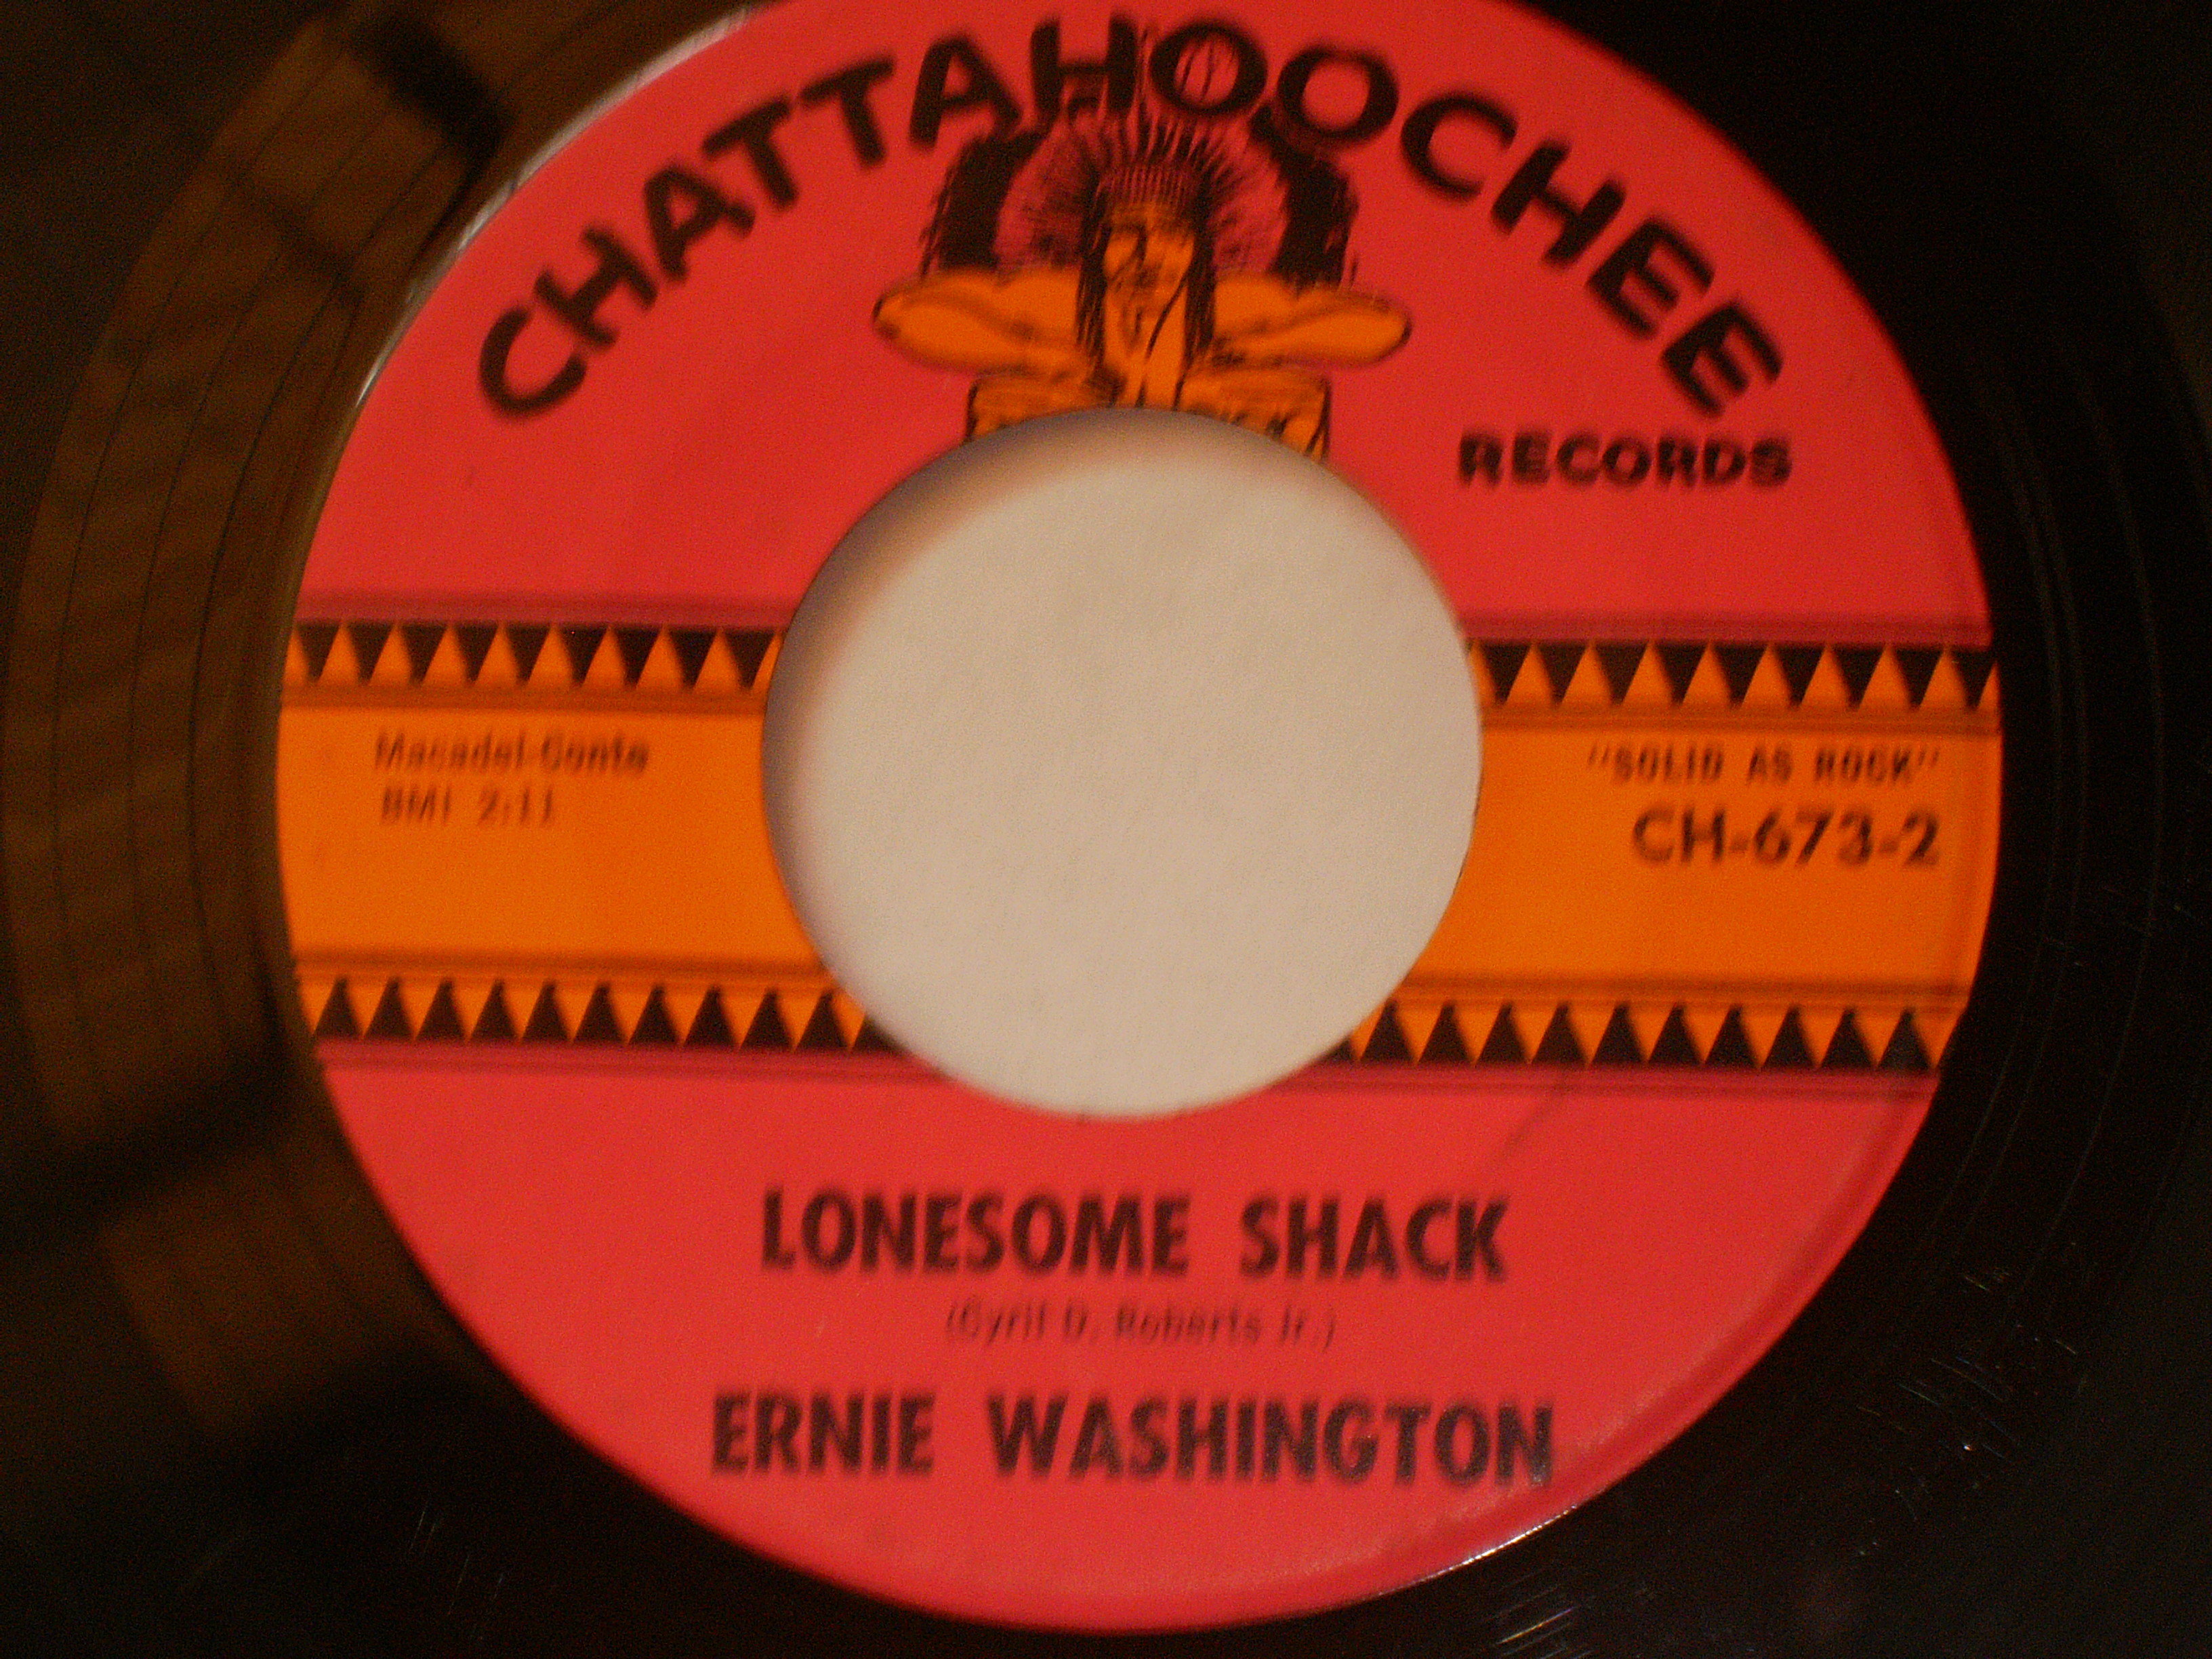 CHATTAHOOCHEE
RECORDS
Macadel-Conte
BMI 2:11
"SOLID AS ROCK"
CH-673-2
LONESOME SHACK
(Cyril D. Roberts Jr.)
ERNIE WASHINGTON